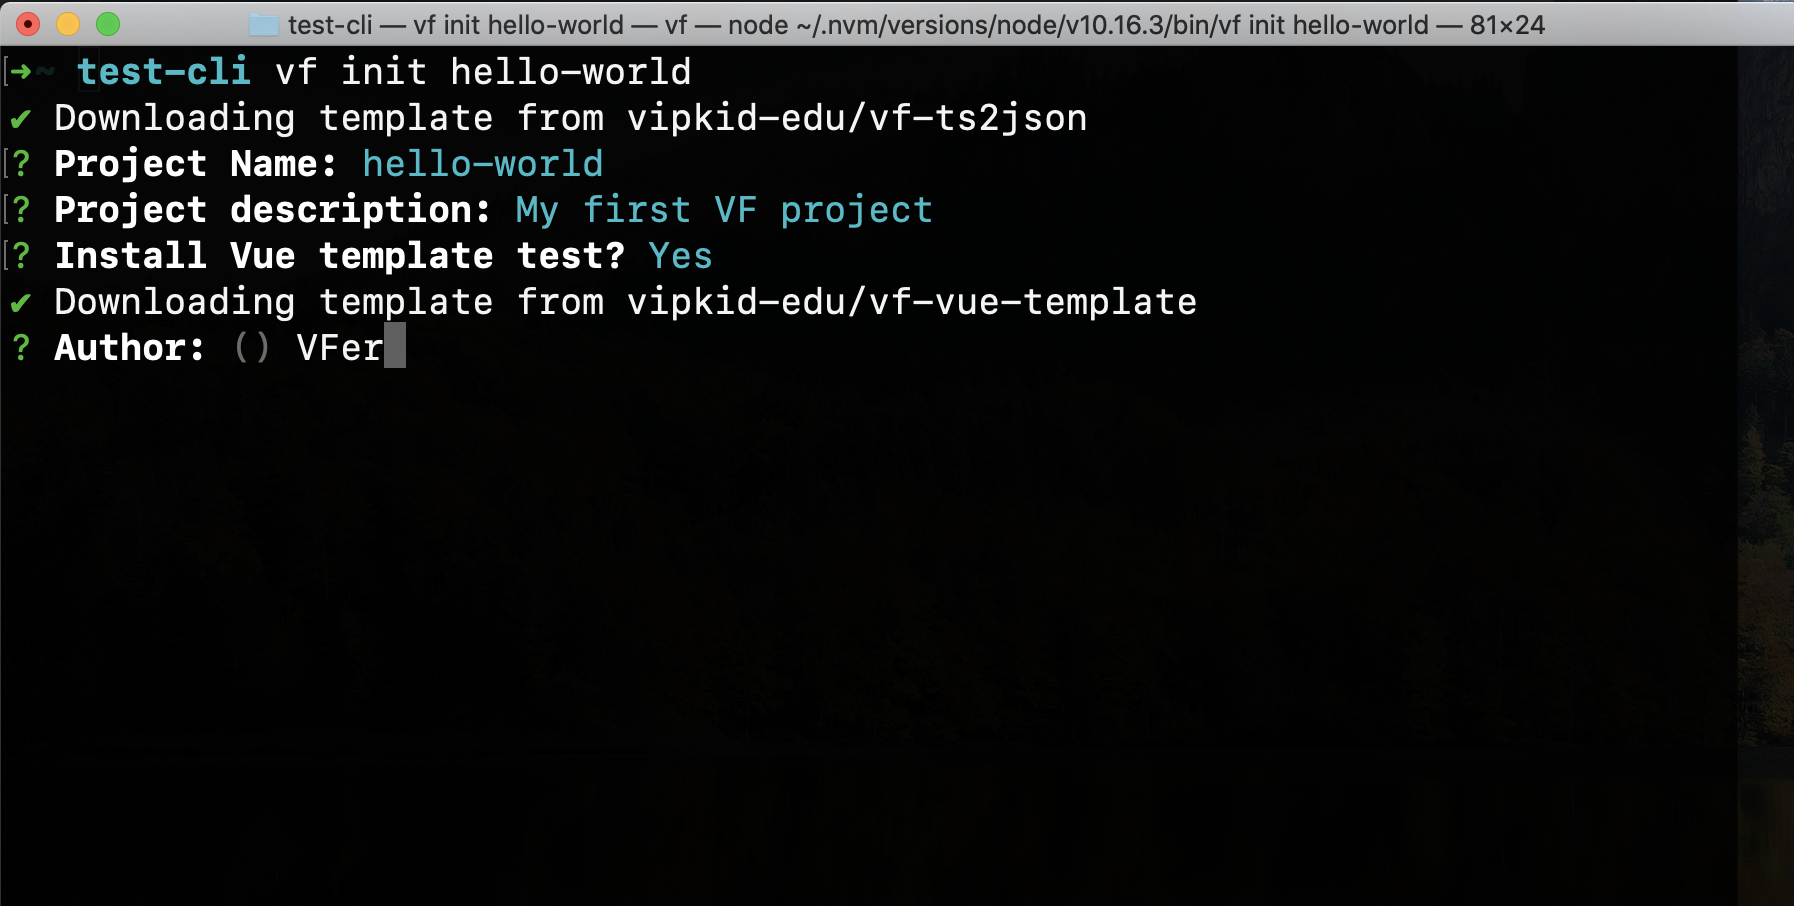 test-cli — vf init hello-world — vf — node ~/.nvm/versions/node/v10.16.3/bin/vf init hello-world — 81×24
[➜ ~ test-cli vf init hello-world
✔ Downloading template from vipkid-edu/vf-ts2json
[? Project Name: hello-world
[? Project description: My first VF project
[? Install Vue template test? Yes
✔ Downloading template from vipkid-edu/vf-vue-template
? Author: () VFer